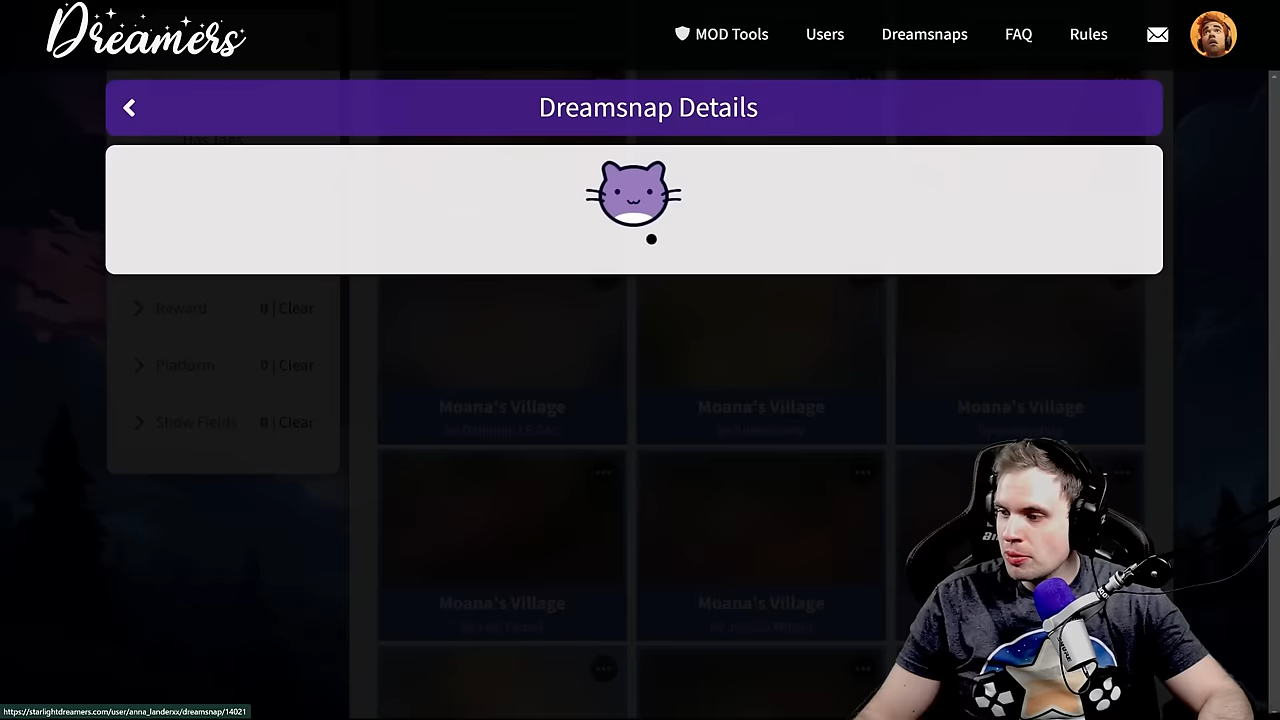 Dreamers
MOD Tools
Users
Dreamsnaps
FAQ
Rules
Dreamsnap Details
Reward 0 | Clear
Platform 0 | Clear
Show Fields 0 | Clear
Moana's Village
Moana's Village
Moana's Village
Moana's Village
Moana's Village
https://starlightdreamers.com/user/anna_landerxx/dreamsnap/14021